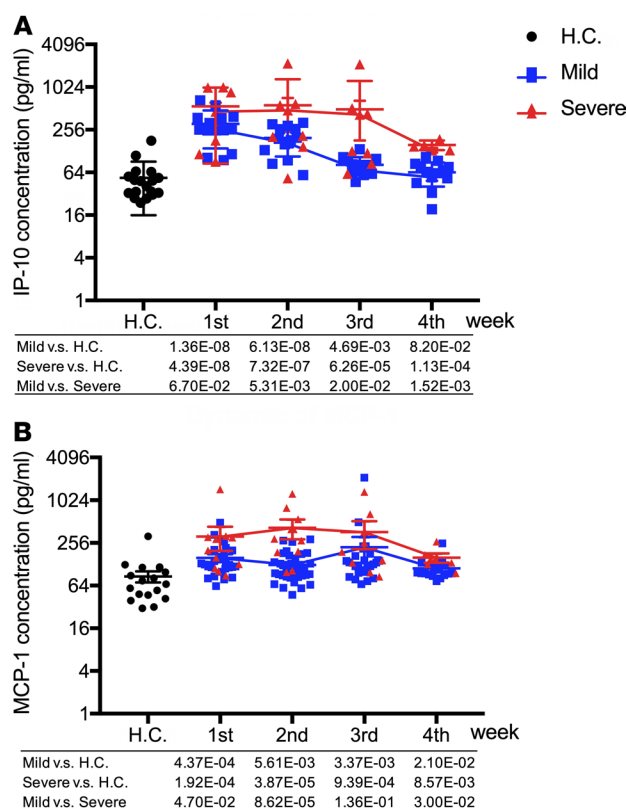 A
H.C.
Mild
Severe
IP-10 concentration (pg/ml)
4096
1024
256
64
16
4
1
H.C. 1st 2nd 3rd 4th week
Mild v.s. H.C. 1.36E-08 6.13E-08 4.69E-03 8.20E-02
Severe v.s. H.C. 4.39E-08 7.32E-07 6.26E-05 1.13E-04
Mild v.s. Severe 6.70E-02 5.31E-03 2.00E-02 1.52E-03
B
MCP-1 concentration (pg/ml)
4096
1024
256
64
16
4
1
H.C. 1st 2nd 3rd 4th week
Mild v.s. H.C. 4.37E-04 5.61E-03 3.37E-03 2.10E-02
Severe v.s. H.C. 1.92E-04 3.87E-05 9.39E-04 8.57E-03
Mild v.s. Severe 4.70E-02 8.62E-05 1.36E-01 3.00E-02